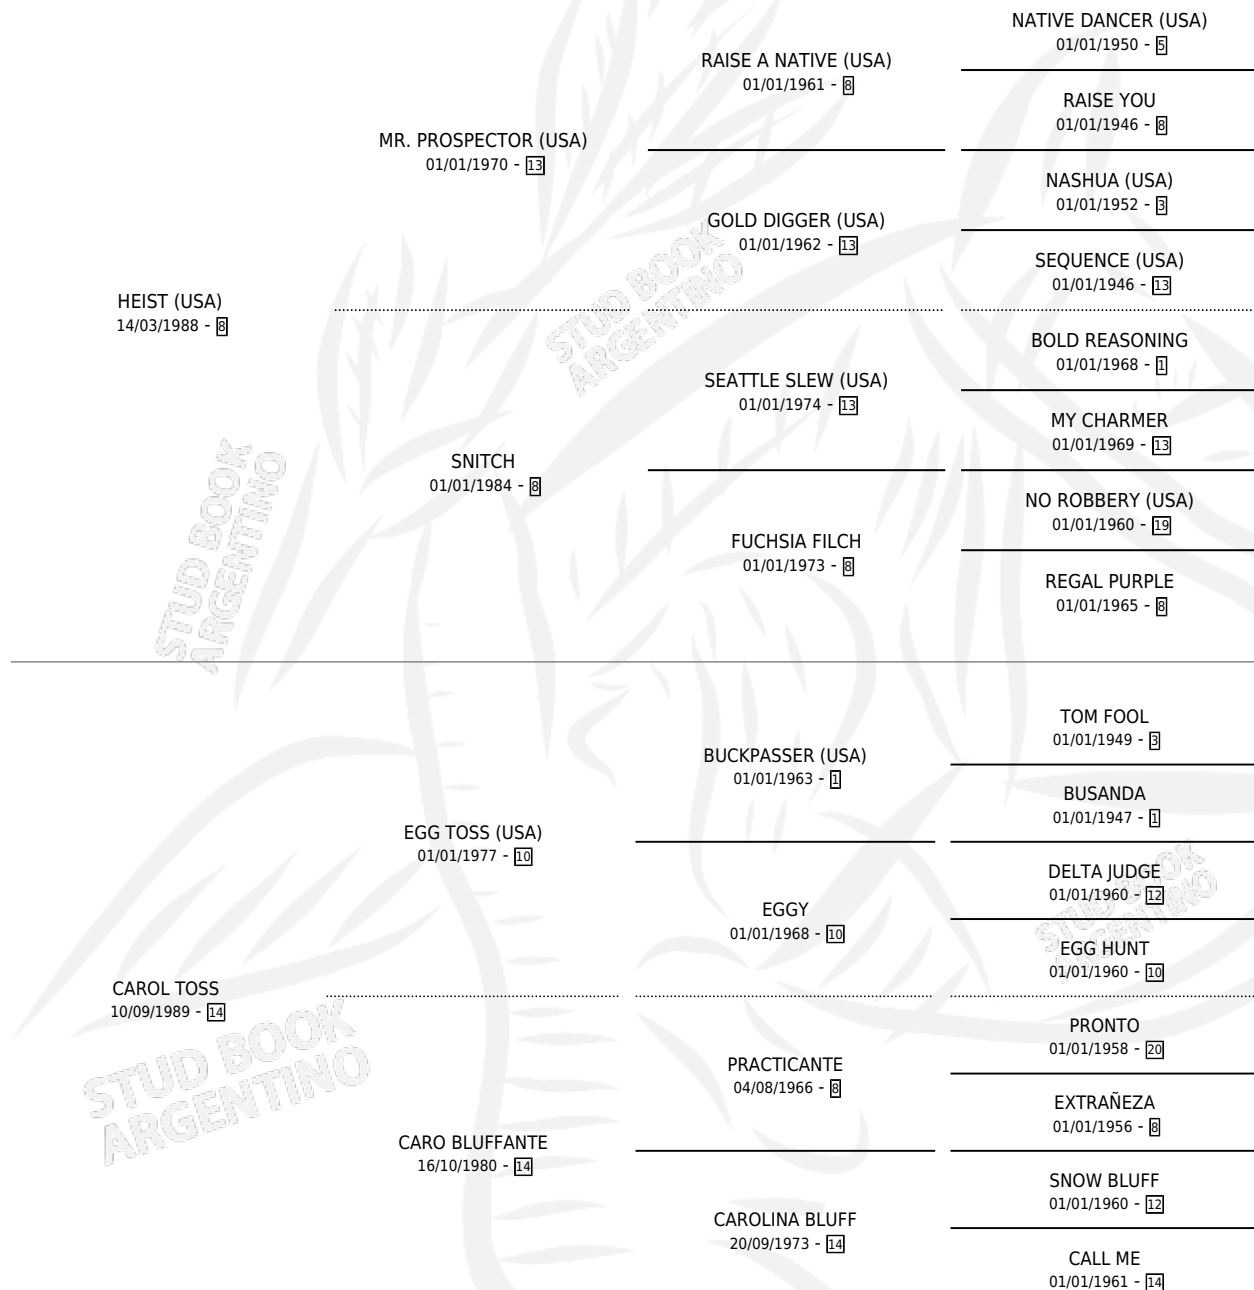 NATIVE DANCER (USA)
01/01/1950 - 5
RAISE A NATIVE (USA)
01/01/1961 - 8
RAISE YOU
01/01/1946 - 8
MR. PROSPECTOR (USA)
01/01/1970 - 13
NASHUA (USA)
01/01/1952 - 3
GOLD DIGGER (USA)
01/01/1962 - 13
SEQUENCE (USA)
01/01/1946 - 13
HEIST (USA)
14/03/1988 - 8
STUD BOOK
ARGENTINO
BOLD REASONING
01/01/1968 - 1
SEATTLE SLEW (USA)
01/01/1974 - 13
MY CHARMER
01/01/1969 - 13
SNITCH
01/01/1984 - 8
NO ROBBERY (USA)
01/01/1960 - 19
FUCHSIA FILCH
01/01/1973 - 8
REGAL PURPLE
01/01/1965 - 8
STUD BOOK
ARGENTINO
TOM FOOL
01/01/1949 - 3
BUCKPASSER (USA)
01/01/1963 - 1
BUSANDA
01/01/1947 - 1
EGG TOSS (USA)
01/01/1977 - 10
DELTA JUDGE
01/01/1960 - 12
EGGY
01/01/1968 - 10
EGG HUNT
01/01/1960 - 10
STUD BOOK
ARGENTINO
CAROL TOSS
10/09/1989 - 14
PRONTO
01/01/1958 - 20
PRACTICANTE
04/08/1966 - 8
EXTRAÑEZA
01/01/1956 - 8
STUD BOOK
ARGENTINO
CARO BLUFFANTE
16/10/1980 - 14
SNOW BLUFF
01/01/1960 - 12
CAROLINA BLUFF
20/09/1973 - 14
CALL ME
01/01/1961 - 14